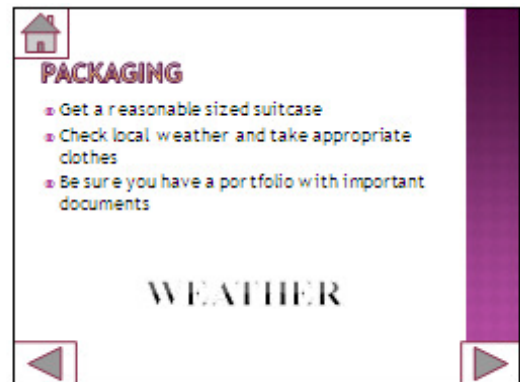 PACKAGING
Get a reasonable sized suitcase
Check local weather and take appropriate
clothes
Be sure you have a portfolio with important
documents
WEATHER